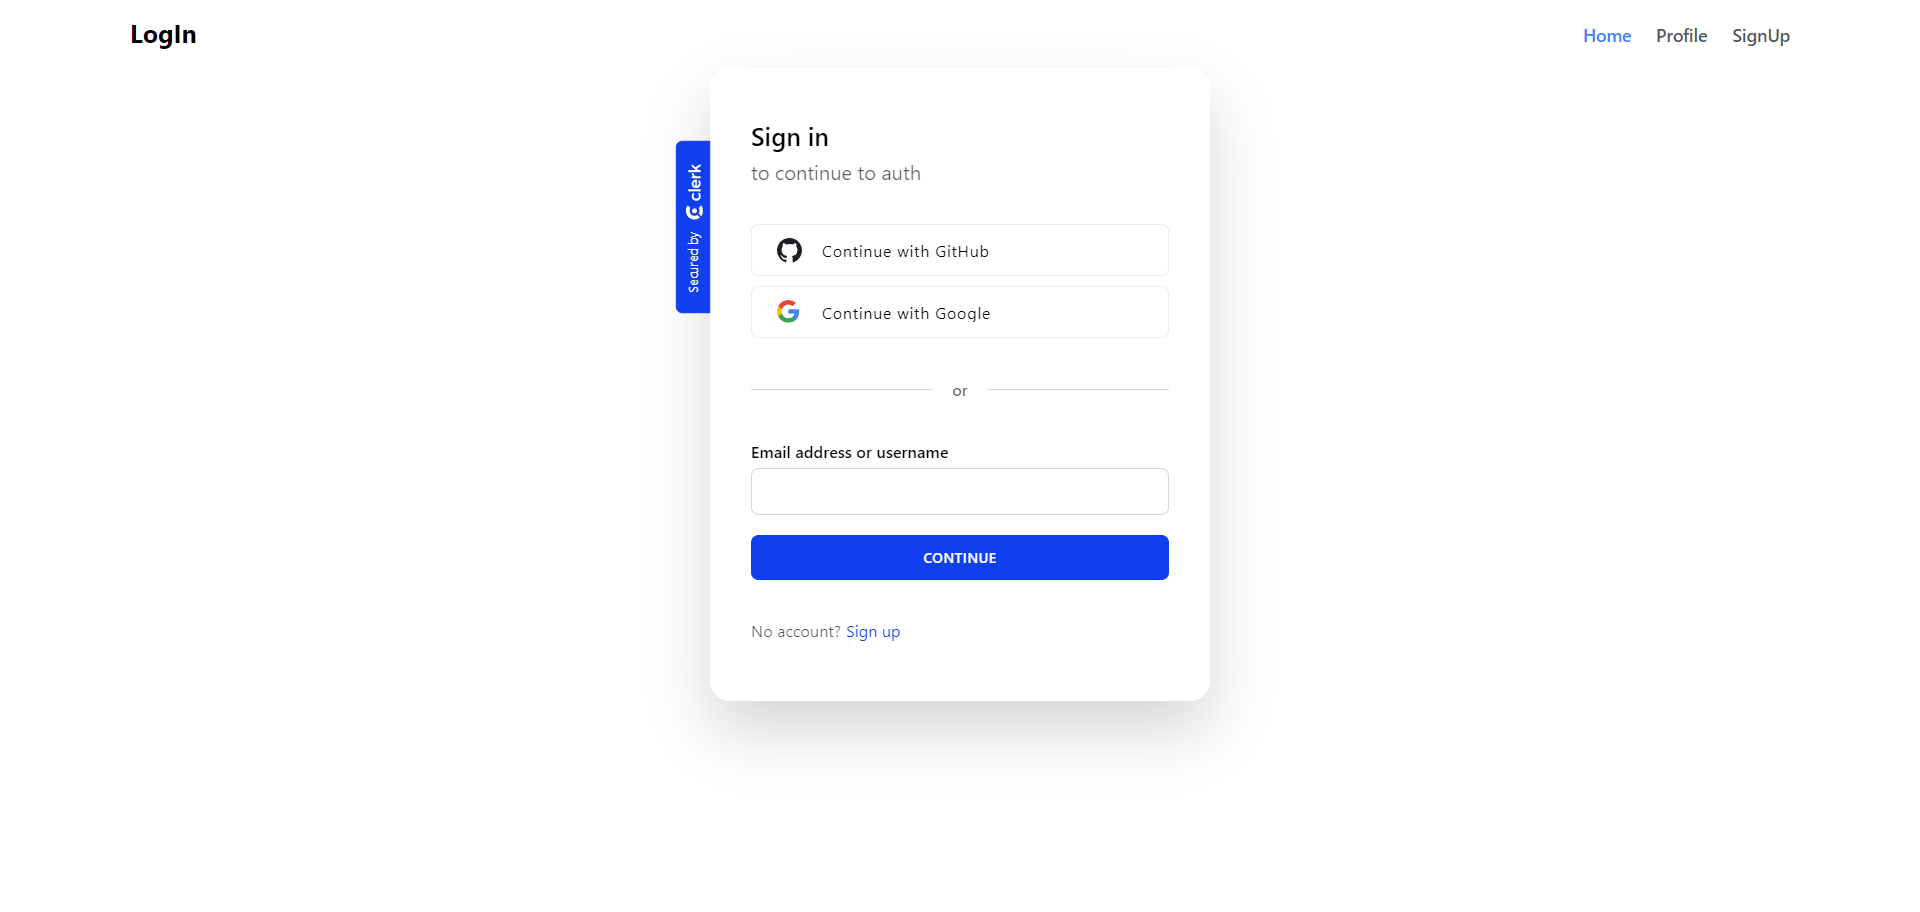 LogIn
Home
Profile
SignUp
Sign in
to continue to auth
Secured by clerk
Continue with GitHub
Continue with Google
or
Email address or username
CONTINUE
No account? Sign up